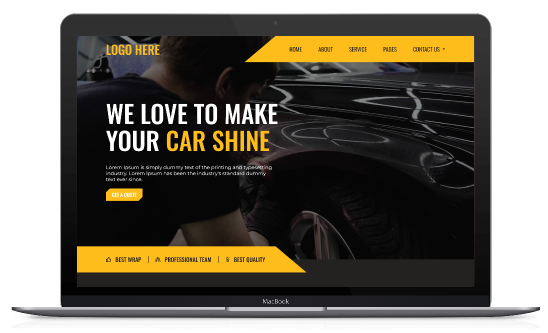 LOGO HERE
HOME ABOUT SERVICE PAGES CONTACT US
WE LOVE TO MAKE
YOUR CAR SHINE
Lorem Ipsum is simply dummy text of the printing and typesetting
industry. Lorem Ipsum has been the industry's standard dummy
text ever since.
GET A QUOTE
BEST WRAP | PROFESSIONAL TEAM | BEST QUALITY
MacBook